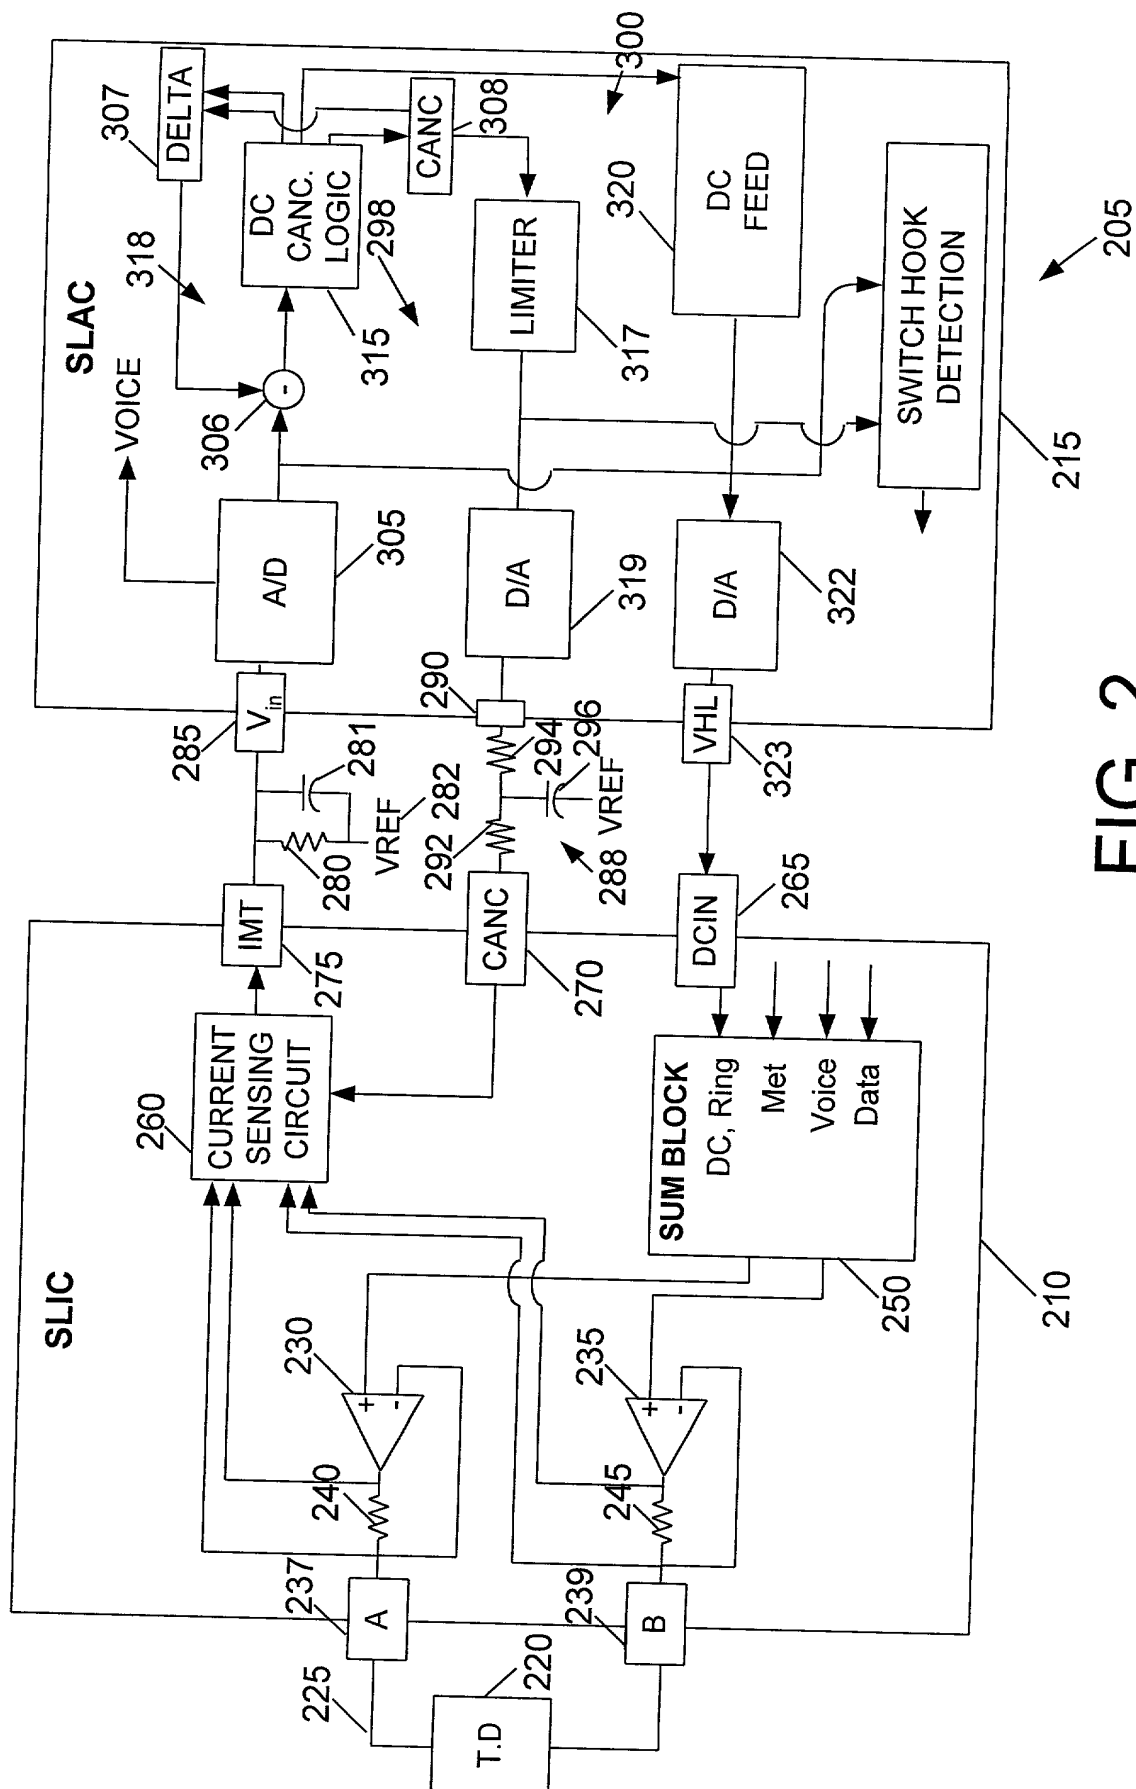 SLIC
SLAC
T.D
220
225
A
237
B
239
240
245
230
+
-
235
+
-
CURRENT
SENSING
CIRCUIT
260
IMT
275
280
281
VREF
282
CANC
270
292
294
296
VREF
288
290
DCIN
265
SUM BLOCK
DC, Ring
Met
Voice
Data
250
210
285
Vin
A/D
305
VOICE
306
-
318
DELTA
307
DC
CANC.
LOGIC
315
298
CANC
308
300
LIMITER
317
D/A
319
DC
FEED
320
D/A
322
VHL
323
SWITCH HOOK
DETECTION
215
205
FIG. 2